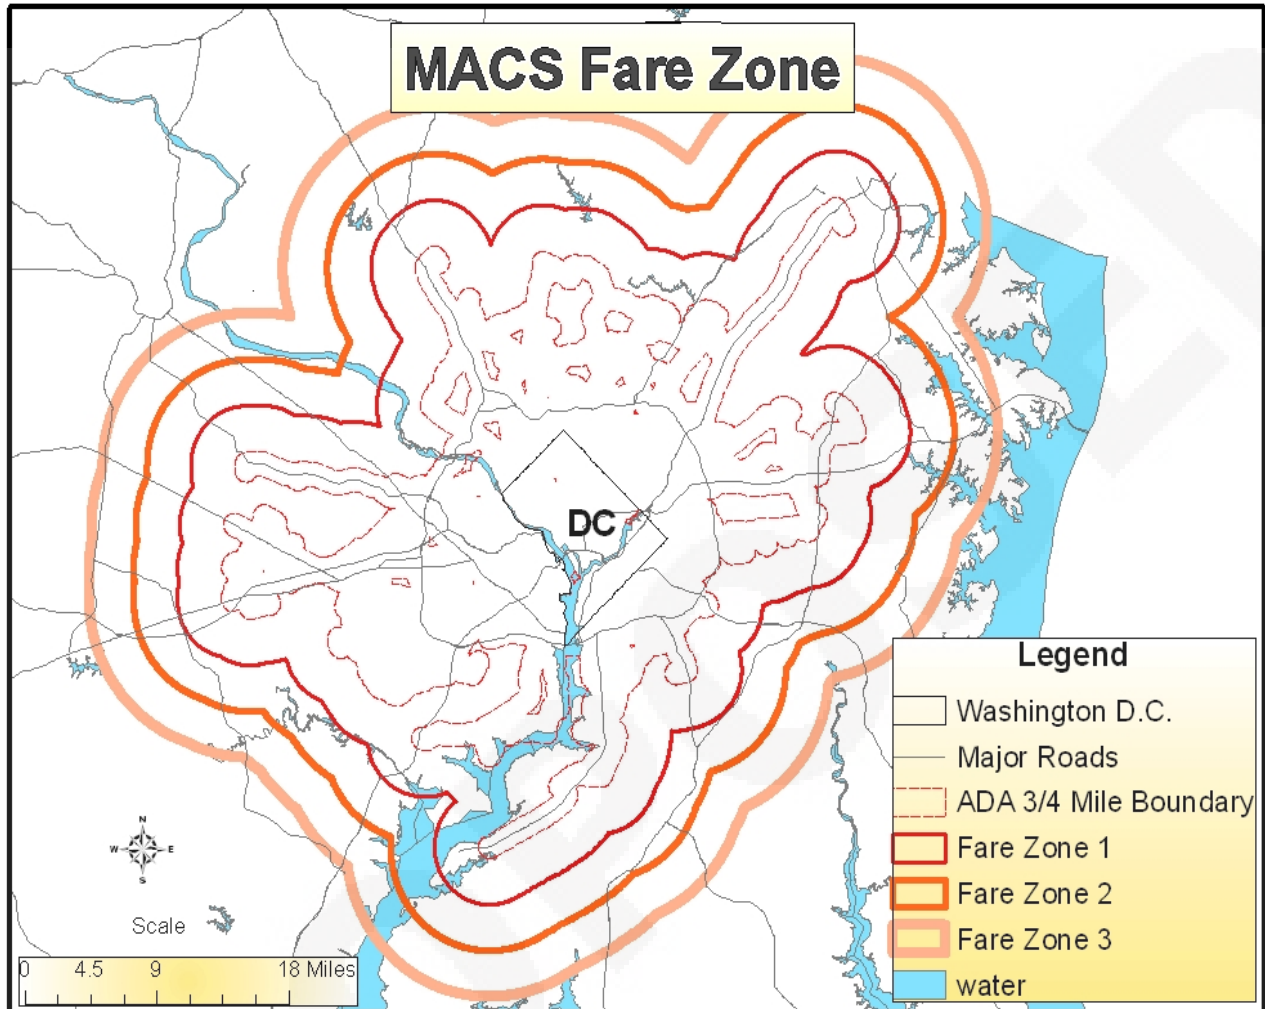 MACS Fare Zone
DC
Legend
Washington D.C.
Major Roads
ADA 3/4 Mile Boundary
Fare Zone 1
Fare Zone 2
Fare Zone 3
water
N
W E
S
Scale
0 4.5 9 18 Miles